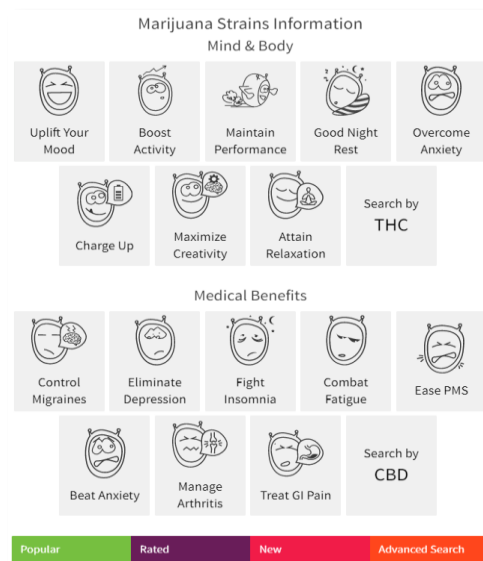 Marijuana Strains Information
Mind & Body
Uplift Your
Mood
Boost
Activity
Maintain
Performance
Good Night
Rest
Overcome
Anxiety
Charge Up
Maximize
Creativity
Attain
Relaxation
Search by
THC
Medical Benefits
Control
Migraines
Eliminate
Depression
Fight
Insomnia
Combat
Fatigue
Ease PMS
Beat Anxiety
Manage
Arthritis
Treat GI Pain
Search by
CBD
Popular
Rated
New
Advanced Search